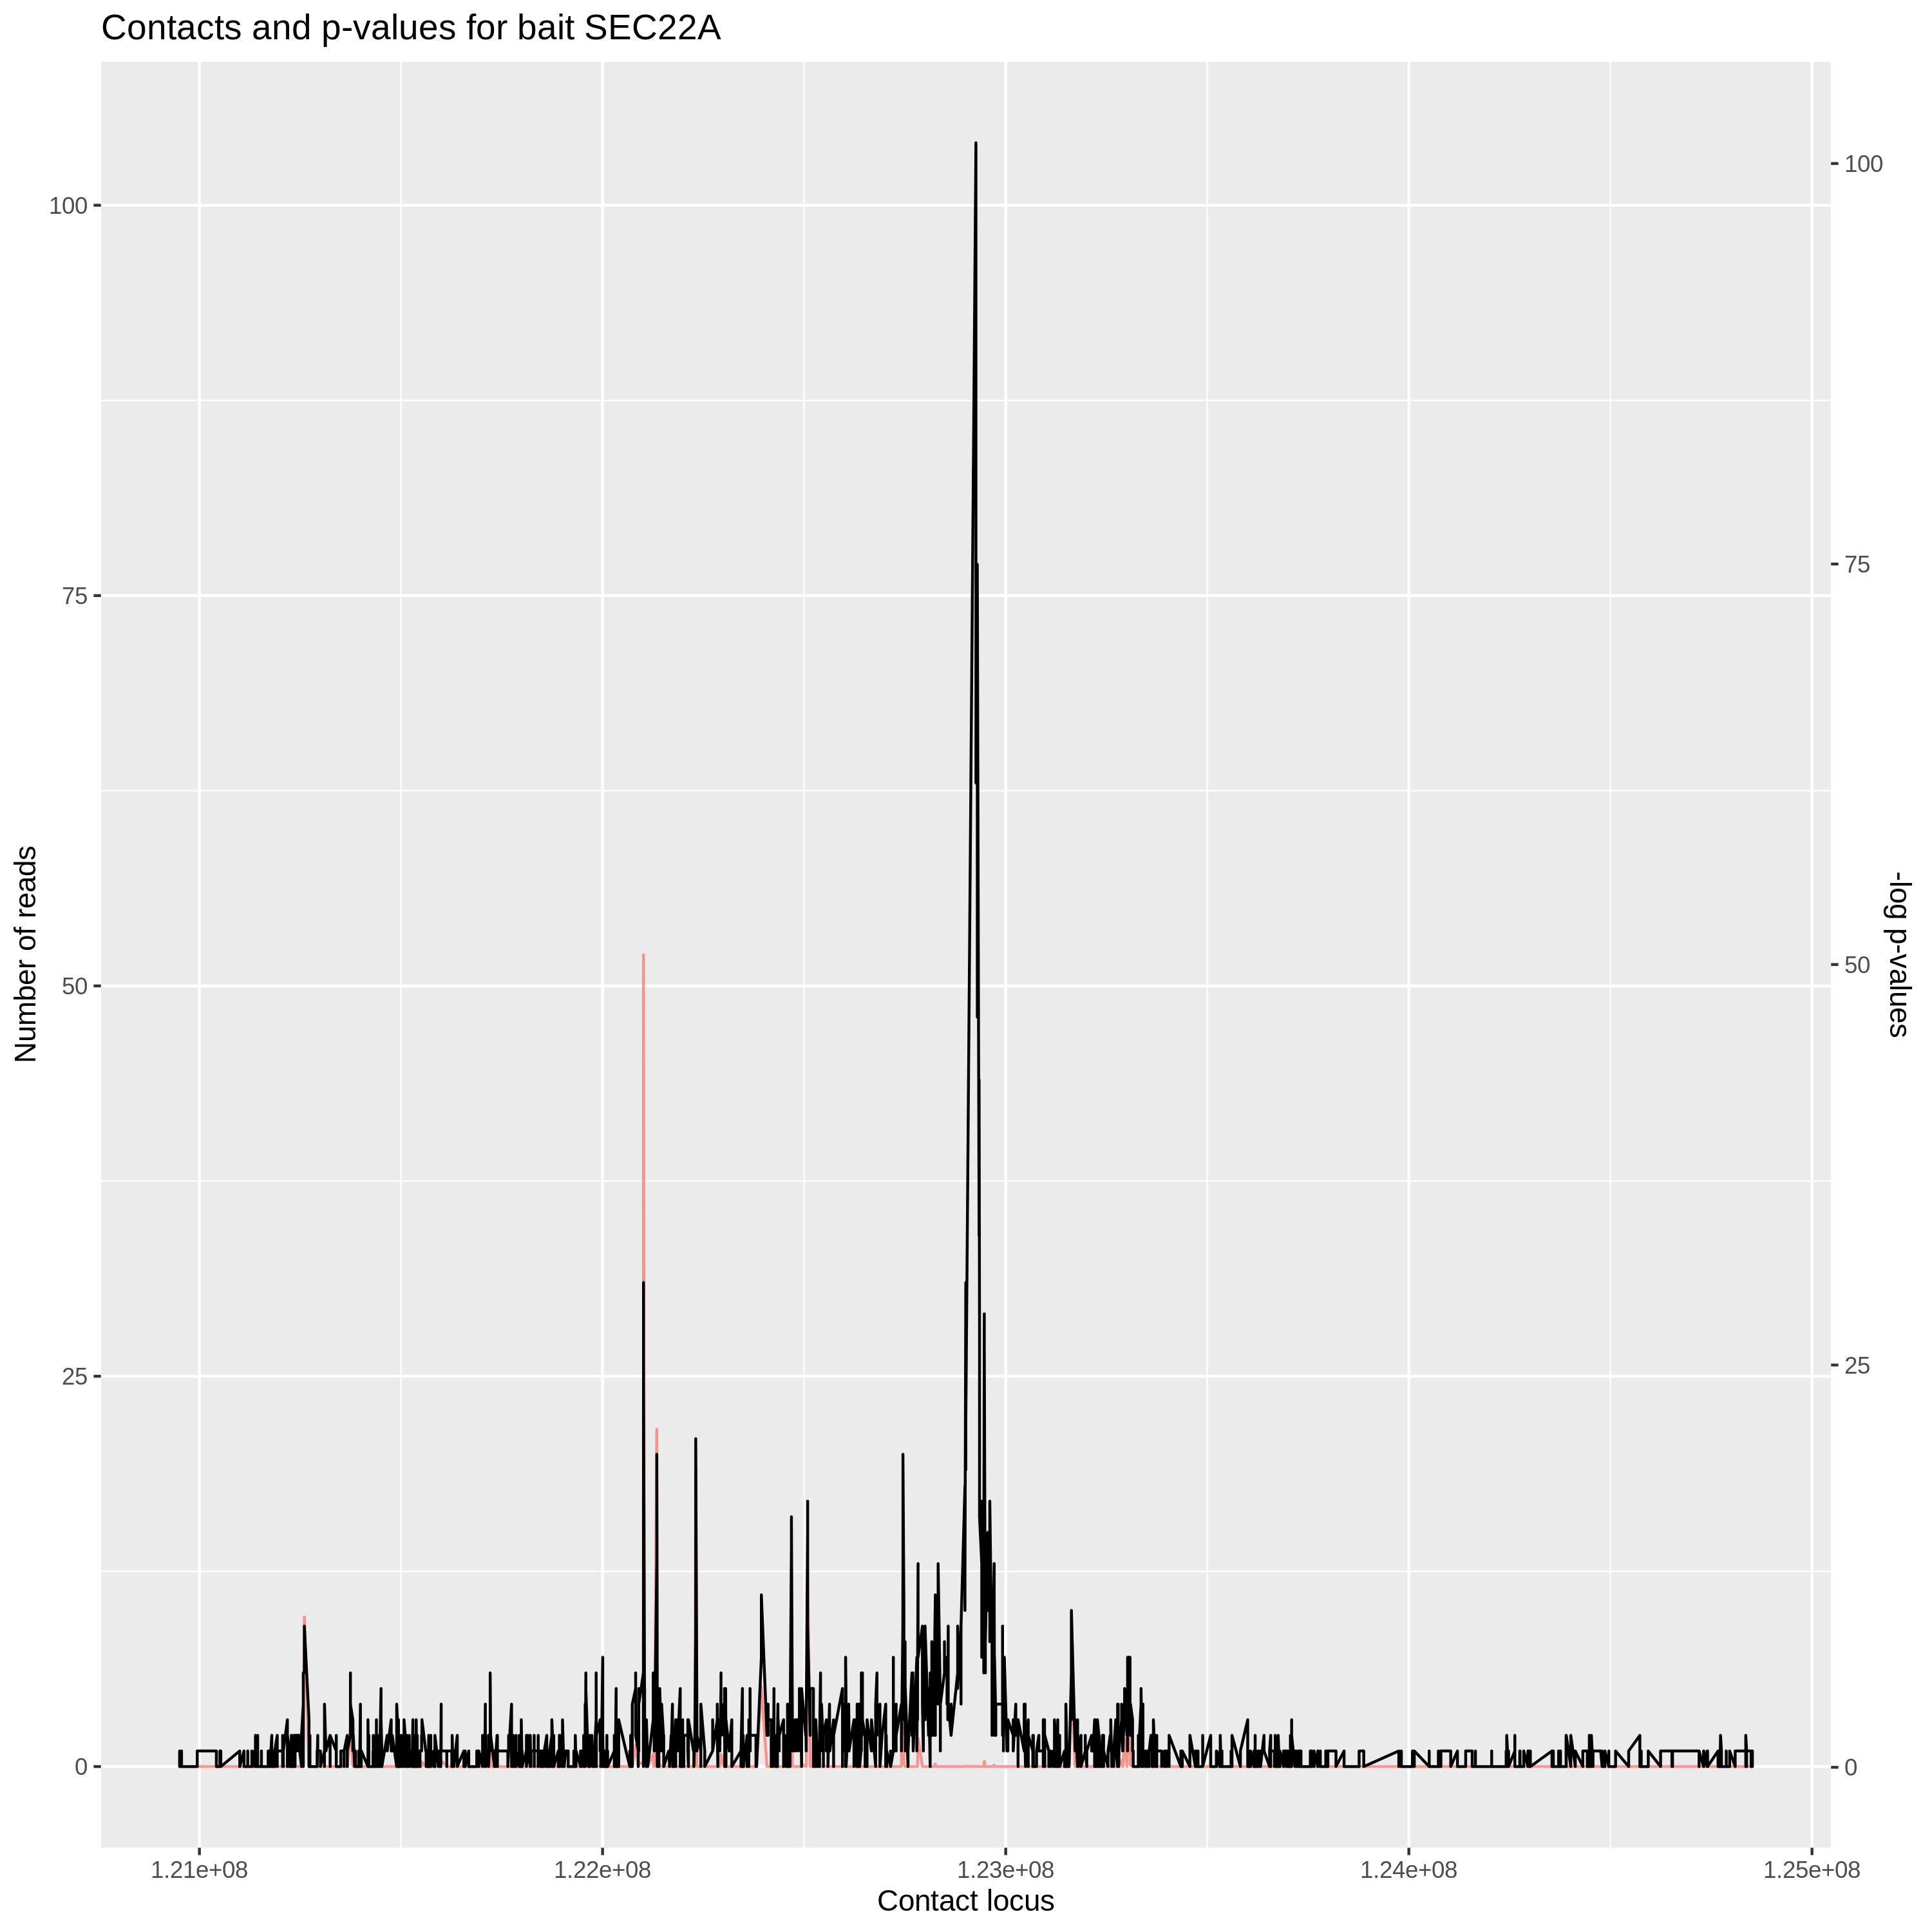 Contacts and p-values for bait SEC22A
Number of reads
100
75
50
25
0
100
75
50
25
0
-log p-values
1.21e+08
1.22e+08
1.23e+08
1.24e+08
1.25e+08
Contact locus